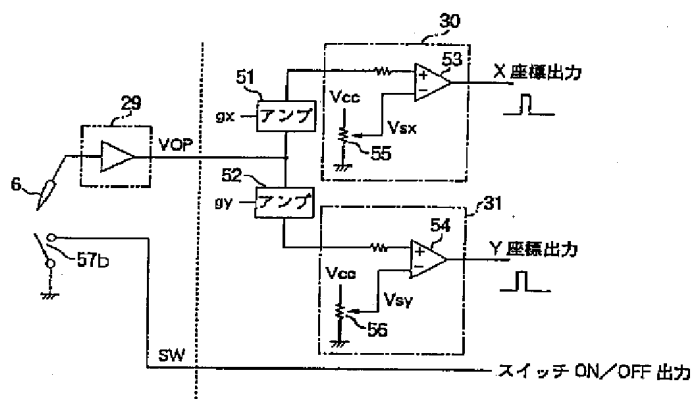 30
51
53
X 座標出力
アンプ
gx
Vcc
Vsx
55
29
VOP
6
52
アンプ
gy
31
54
Y 座標出力
57b
Vcc
Vsy
56
SW
スイッチ ON／OFF 出力